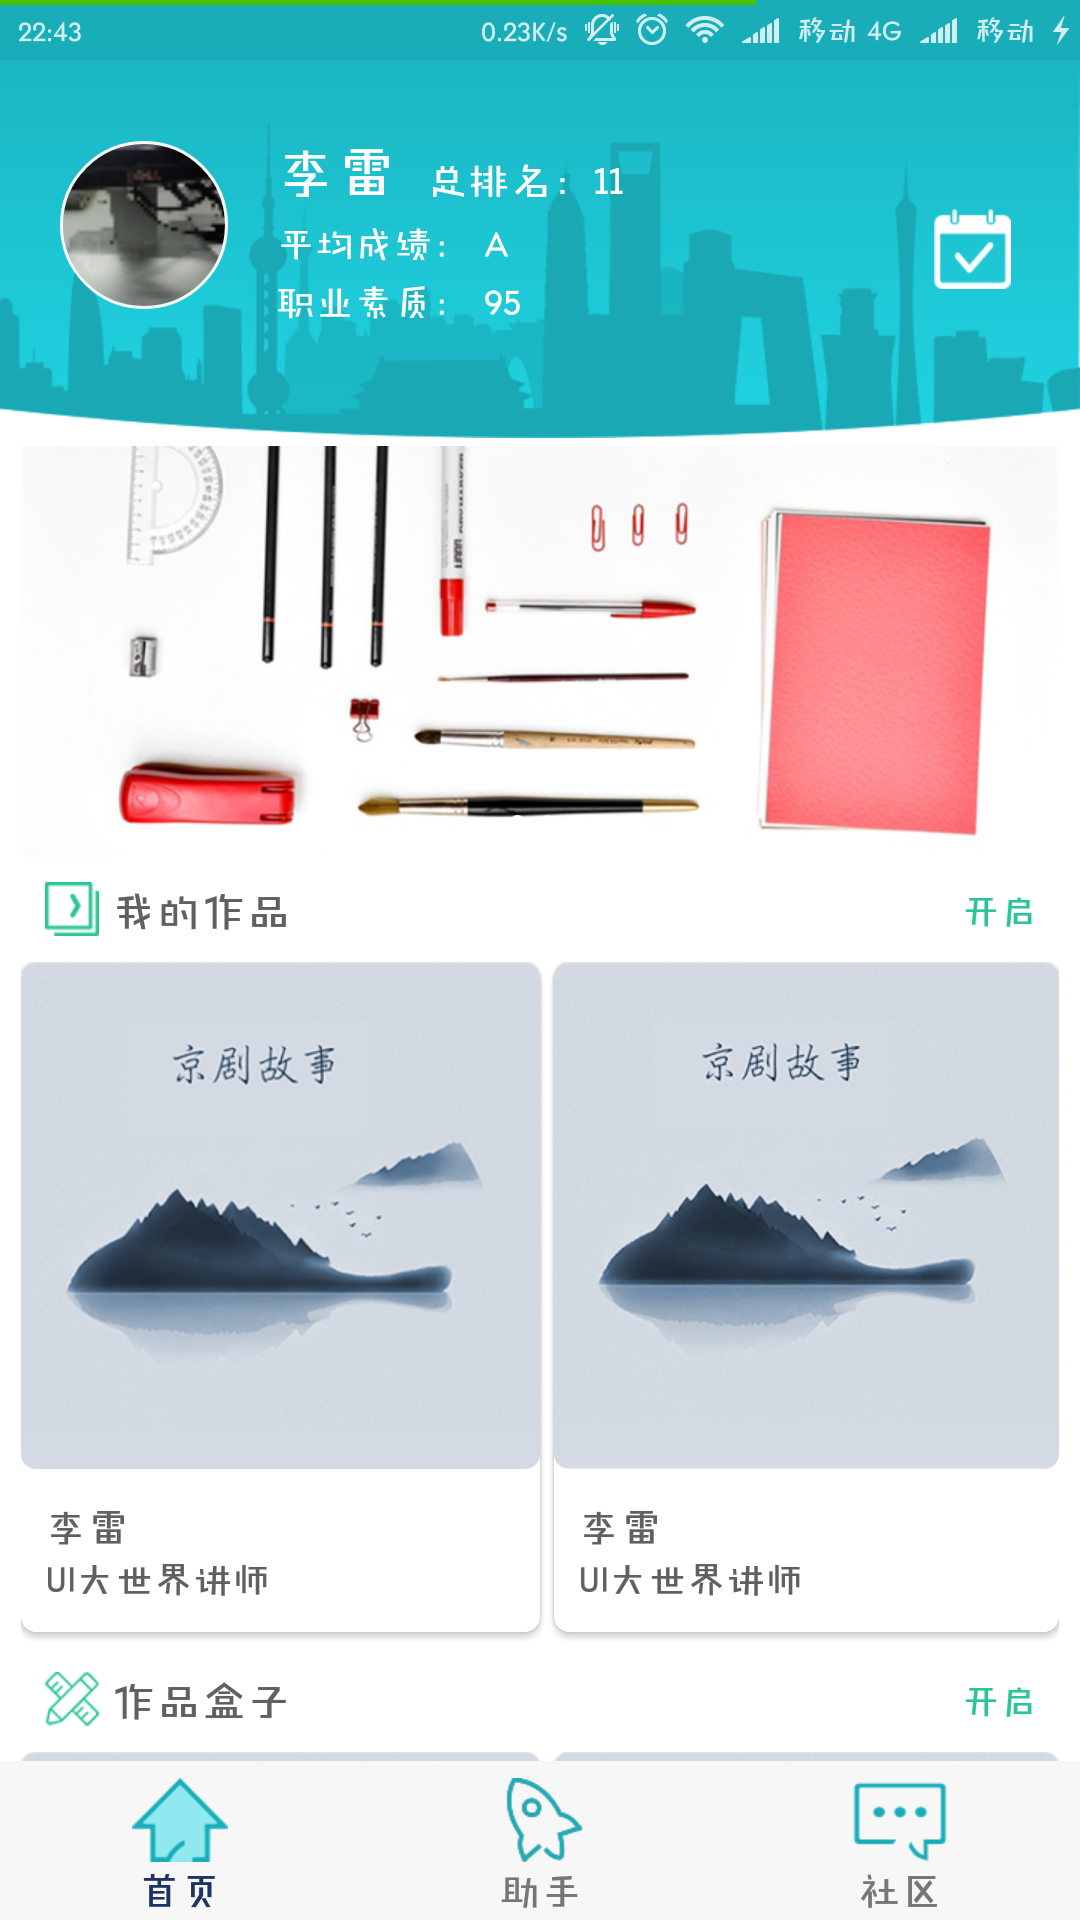 22:43 0.23K/s 移动 4G 移动
李雷 总排名：11
平均成绩： A
职业素质： 95
我的作品 开启
京剧故事 京剧故事
李雷 李雷
UI大世界讲师 UI大世界讲师
作品盒子 开启
首页 助手 社区